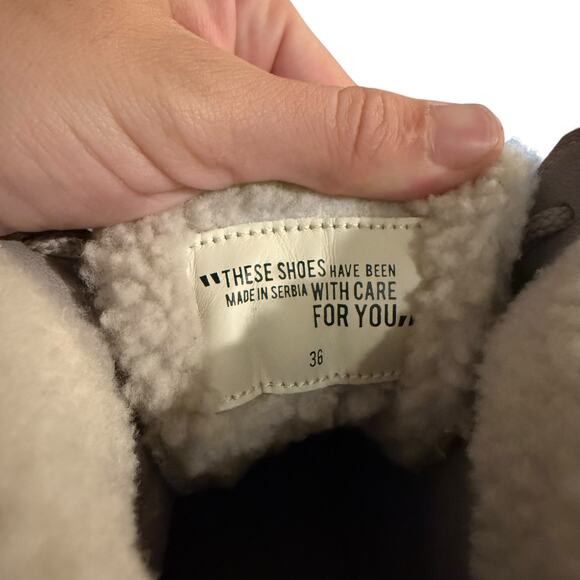 "THESE SHOES HAVE BEEN
MADE IN SERBIA WITH CARE
FOR YOU"
36